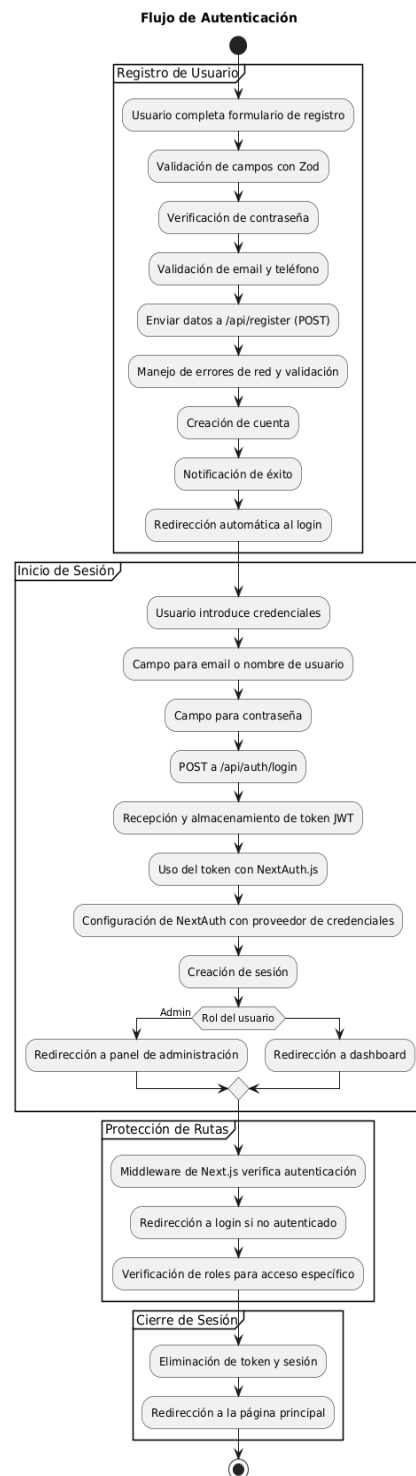 Flujo de Autenticación
Registro de Usuario
Usuario completa formulario de registro
Validación de campos con Zod
Verificación de contraseña
Validación de email y teléfono
Enviar datos a /api/register (POST)
Manejo de errores de red y validación
Creación de cuenta
Notificación de éxito
Redirección automática al login
Inicio de Sesión
Usuario introduce credenciales
Campo para email o nombre de usuario
Campo para contraseña
POST a /api/auth/login
Recepción y almacenamiento de token JWT
Uso del token con NextAuth.js
Configuración de NextAuth con proveedor de credenciales
Creación de sesión
Admin
Rol del usuario
Redirección a panel de administración
Redirección a dashboard
Protección de Rutas
Middleware de Next.js verifica autenticación
Redirección a login si no autenticado
Verificación de roles para acceso específico
Cierre de Sesión
Eliminación de token y sesión
Redirección a la página principal